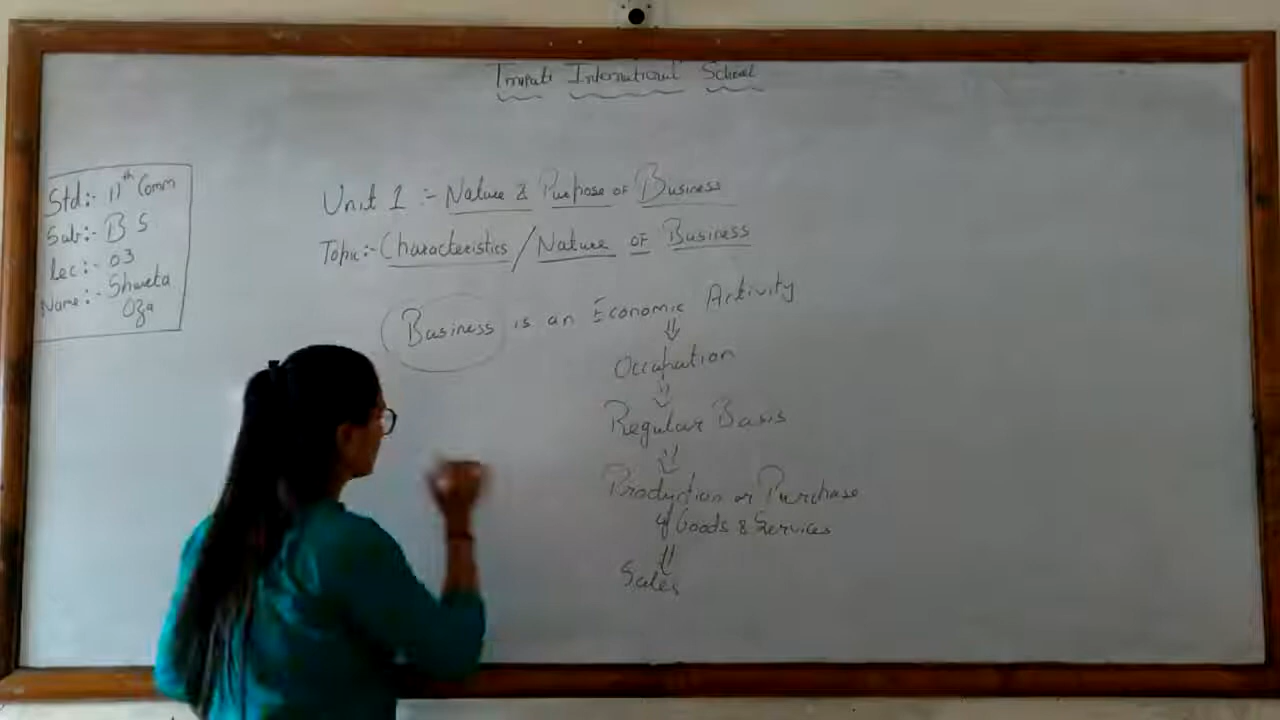 International School
Std:- 11th Comm
Sub:- B S
Lec:- 03
Name:- Shweta
Oza
Unit 1 :- Nature & Purpose of Business
Topic:- Characteristics / Nature of Business
Business is an Economic Activity
⇓
Occupation
⇓
Regular Basis
⇓
Production or Purchase
of Goods & Services
⇓
Sales